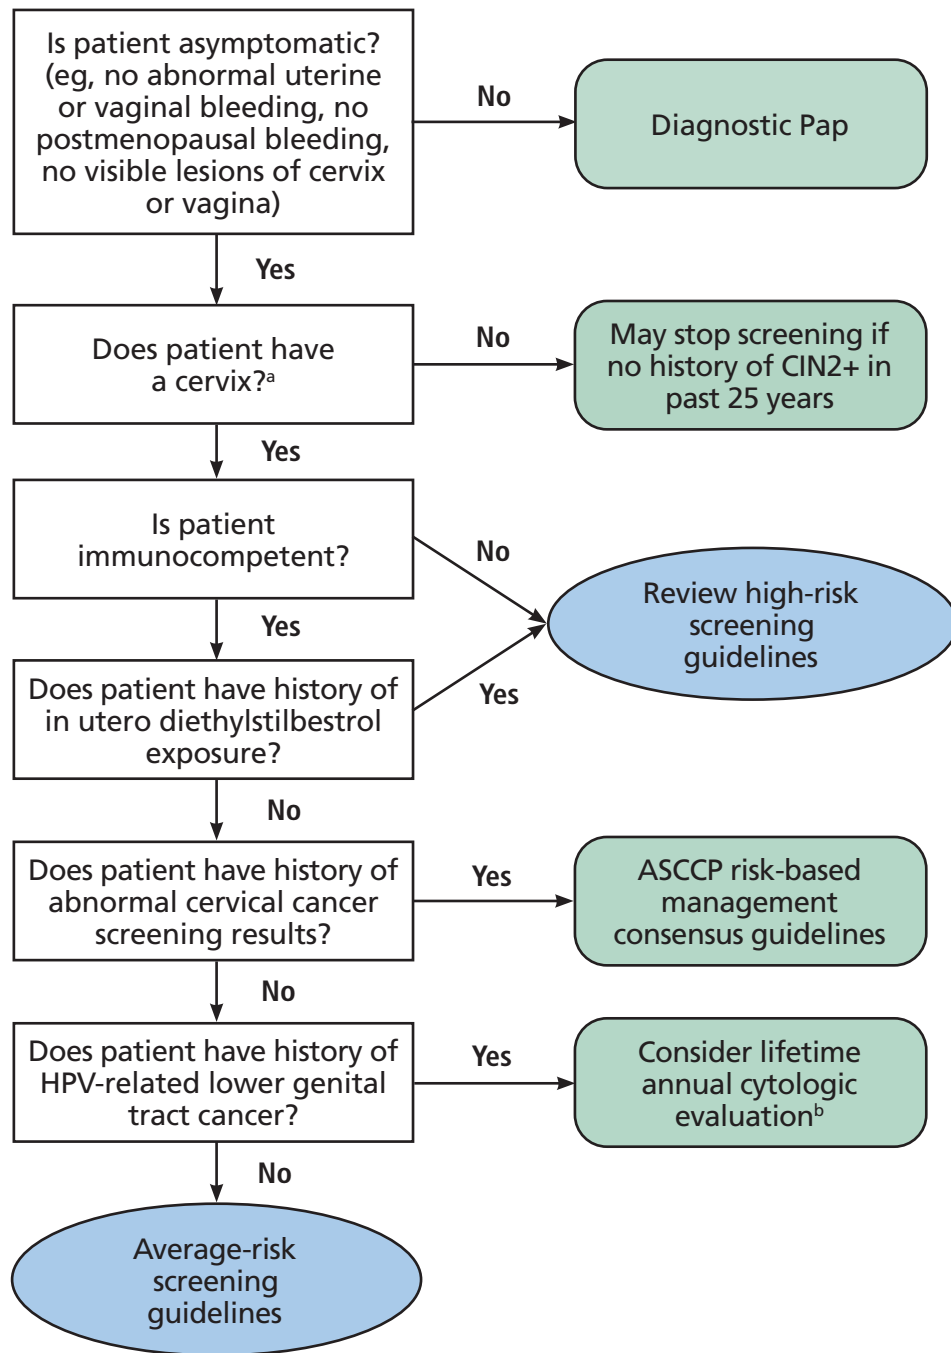 Is patient asymptomatic?
(eg, no abnormal uterine
or vaginal bleeding, no
postmenopausal bleeding,
no visible lesions of cervix
or vagina)
No
Diagnostic Pap
Yes
Does patient have
a cervix?ᵃ
No
May stop screening if
no history of CIN2+ in
past 25 years
Yes
Is patient
immunocompetent?
No
Review high-risk
screening
guidelines
Yes
Does patient have history of
in utero diethylstilbestrol
exposure?
Yes
No
Does patient have history of
abnormal cervical cancer
screening results?
Yes
ASCCP risk-based
management
consensus guidelines
No
Does patient have history of
HPV-related lower genital
tract cancer?
Yes
Consider lifetime
annual cytologic
evaluationᵇ
No
Average-risk
screening
guidelines